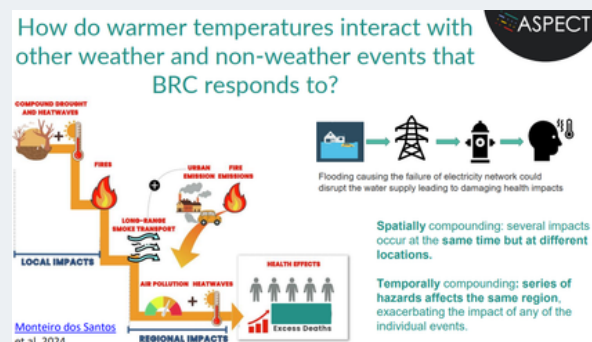 How do warmer temperatures interact with
other weather and non-weather events that
BRC responds to?
ASPECT
COMPOUND DROUGHT
AND HEATWAVES
FIRES
URBAN
EMISSION
FIRE
EMISSIONS
LONG-RANGE
SMOKE TRANSPORT
LOCAL IMPACTS
AIR POLLUTION
HEATWAVES
REGIONAL IMPACTS
HEALTH EFFECTS
Excess Deaths
Monteiro dos Santos
et al. 2024
Flooding causing the failure of electricity network could
disrupt the water supply leading to damaging health impacts
Spatially compounding: several impacts
occur at the same time but at different
locations.
Temporally compounding: series of
hazards affects the same region,
exacerbating the impact of any of the
individual events.